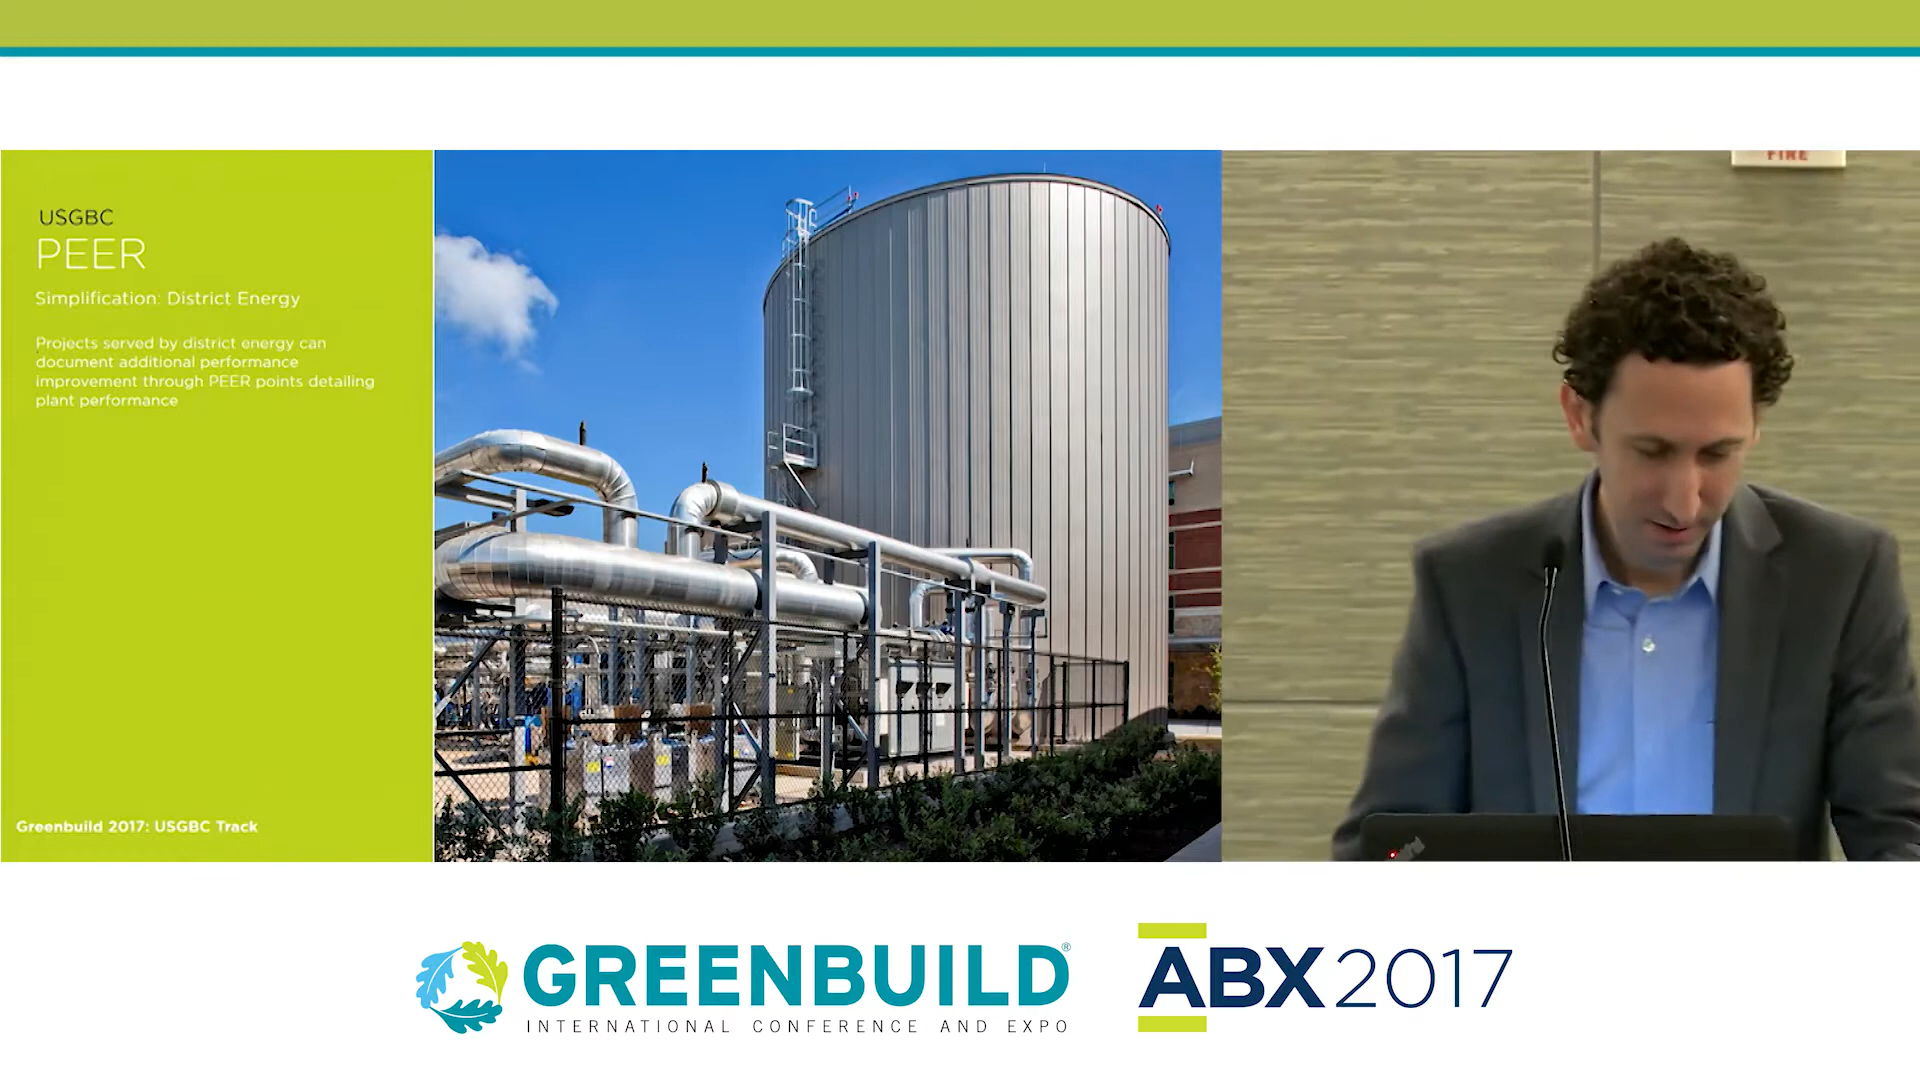 FIRE
USGBC
PEER
Simplification: District Energy
Projects served by district energy can
document additional performance
improvement through PEER points detailing
plant performance
Greenbuild 2017: USGBC Track
GREENBUILD®
INTERNATIONAL CONFERENCE AND EXPO
ABX2017